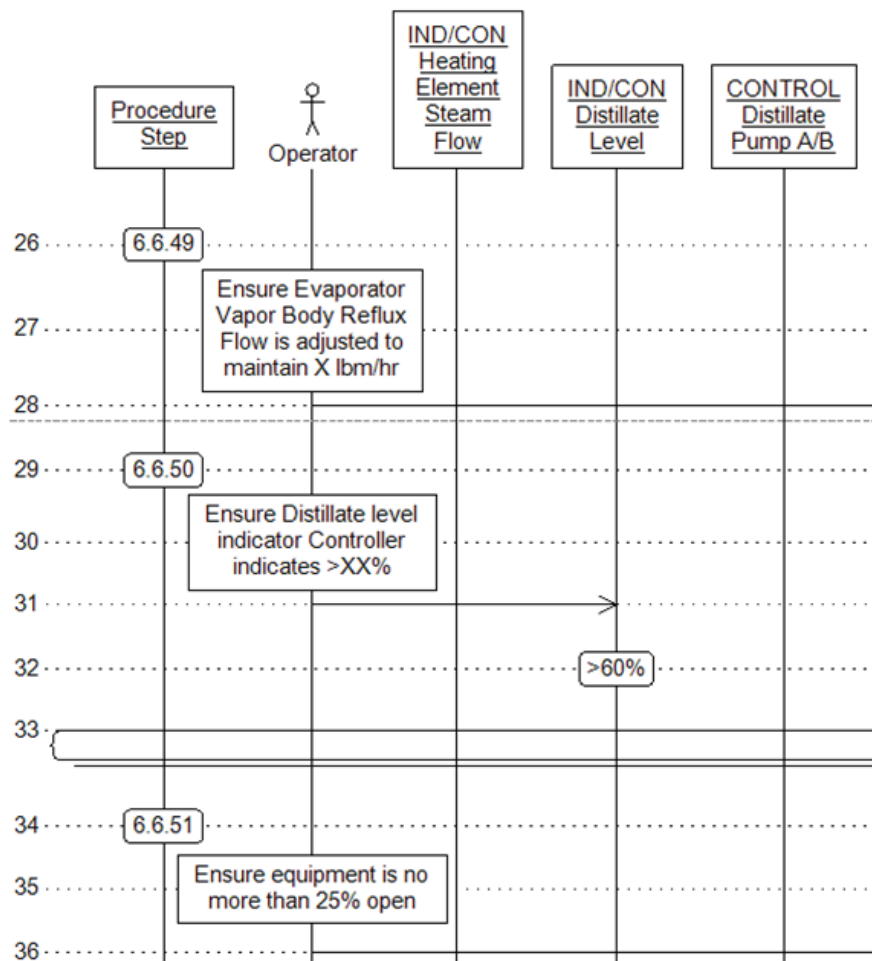 Procedure
Step
Operator
IND/CON
Heating
Element
Steam
Flow
IND/CON
Distillate
Level
CONTROL
Distillate
Pump A/B
26
6.6.49
Ensure Evaporator
Vapor Body Reflux
27
Flow is adjusted to
maintain X lbm/hr
28
29
6.6.50
Ensure Distillate level
30
indicator Controller
indicates >XX%
31
32
>60%
33
34
6.6.51
Ensure equipment is no
35
more than 25% open
36